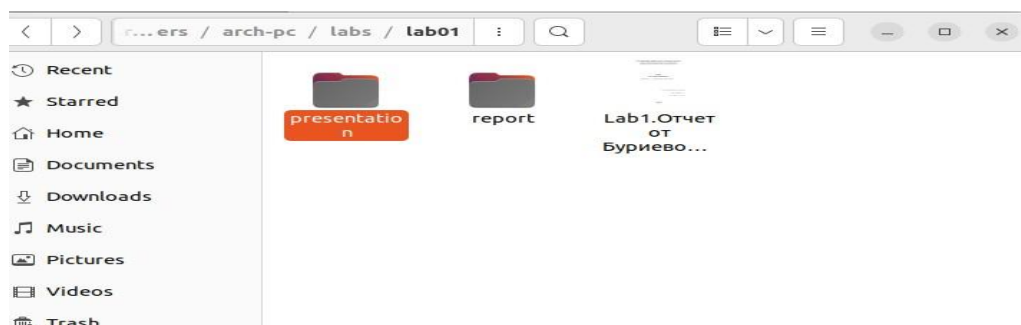 ...ers / arch-pc / labs / lab01
Recent
Starred
Home
Documents
Downloads
Music
Pictures
Videos
Trash
presentatio
n
report
Lab1.Отчет
от
Буриево...